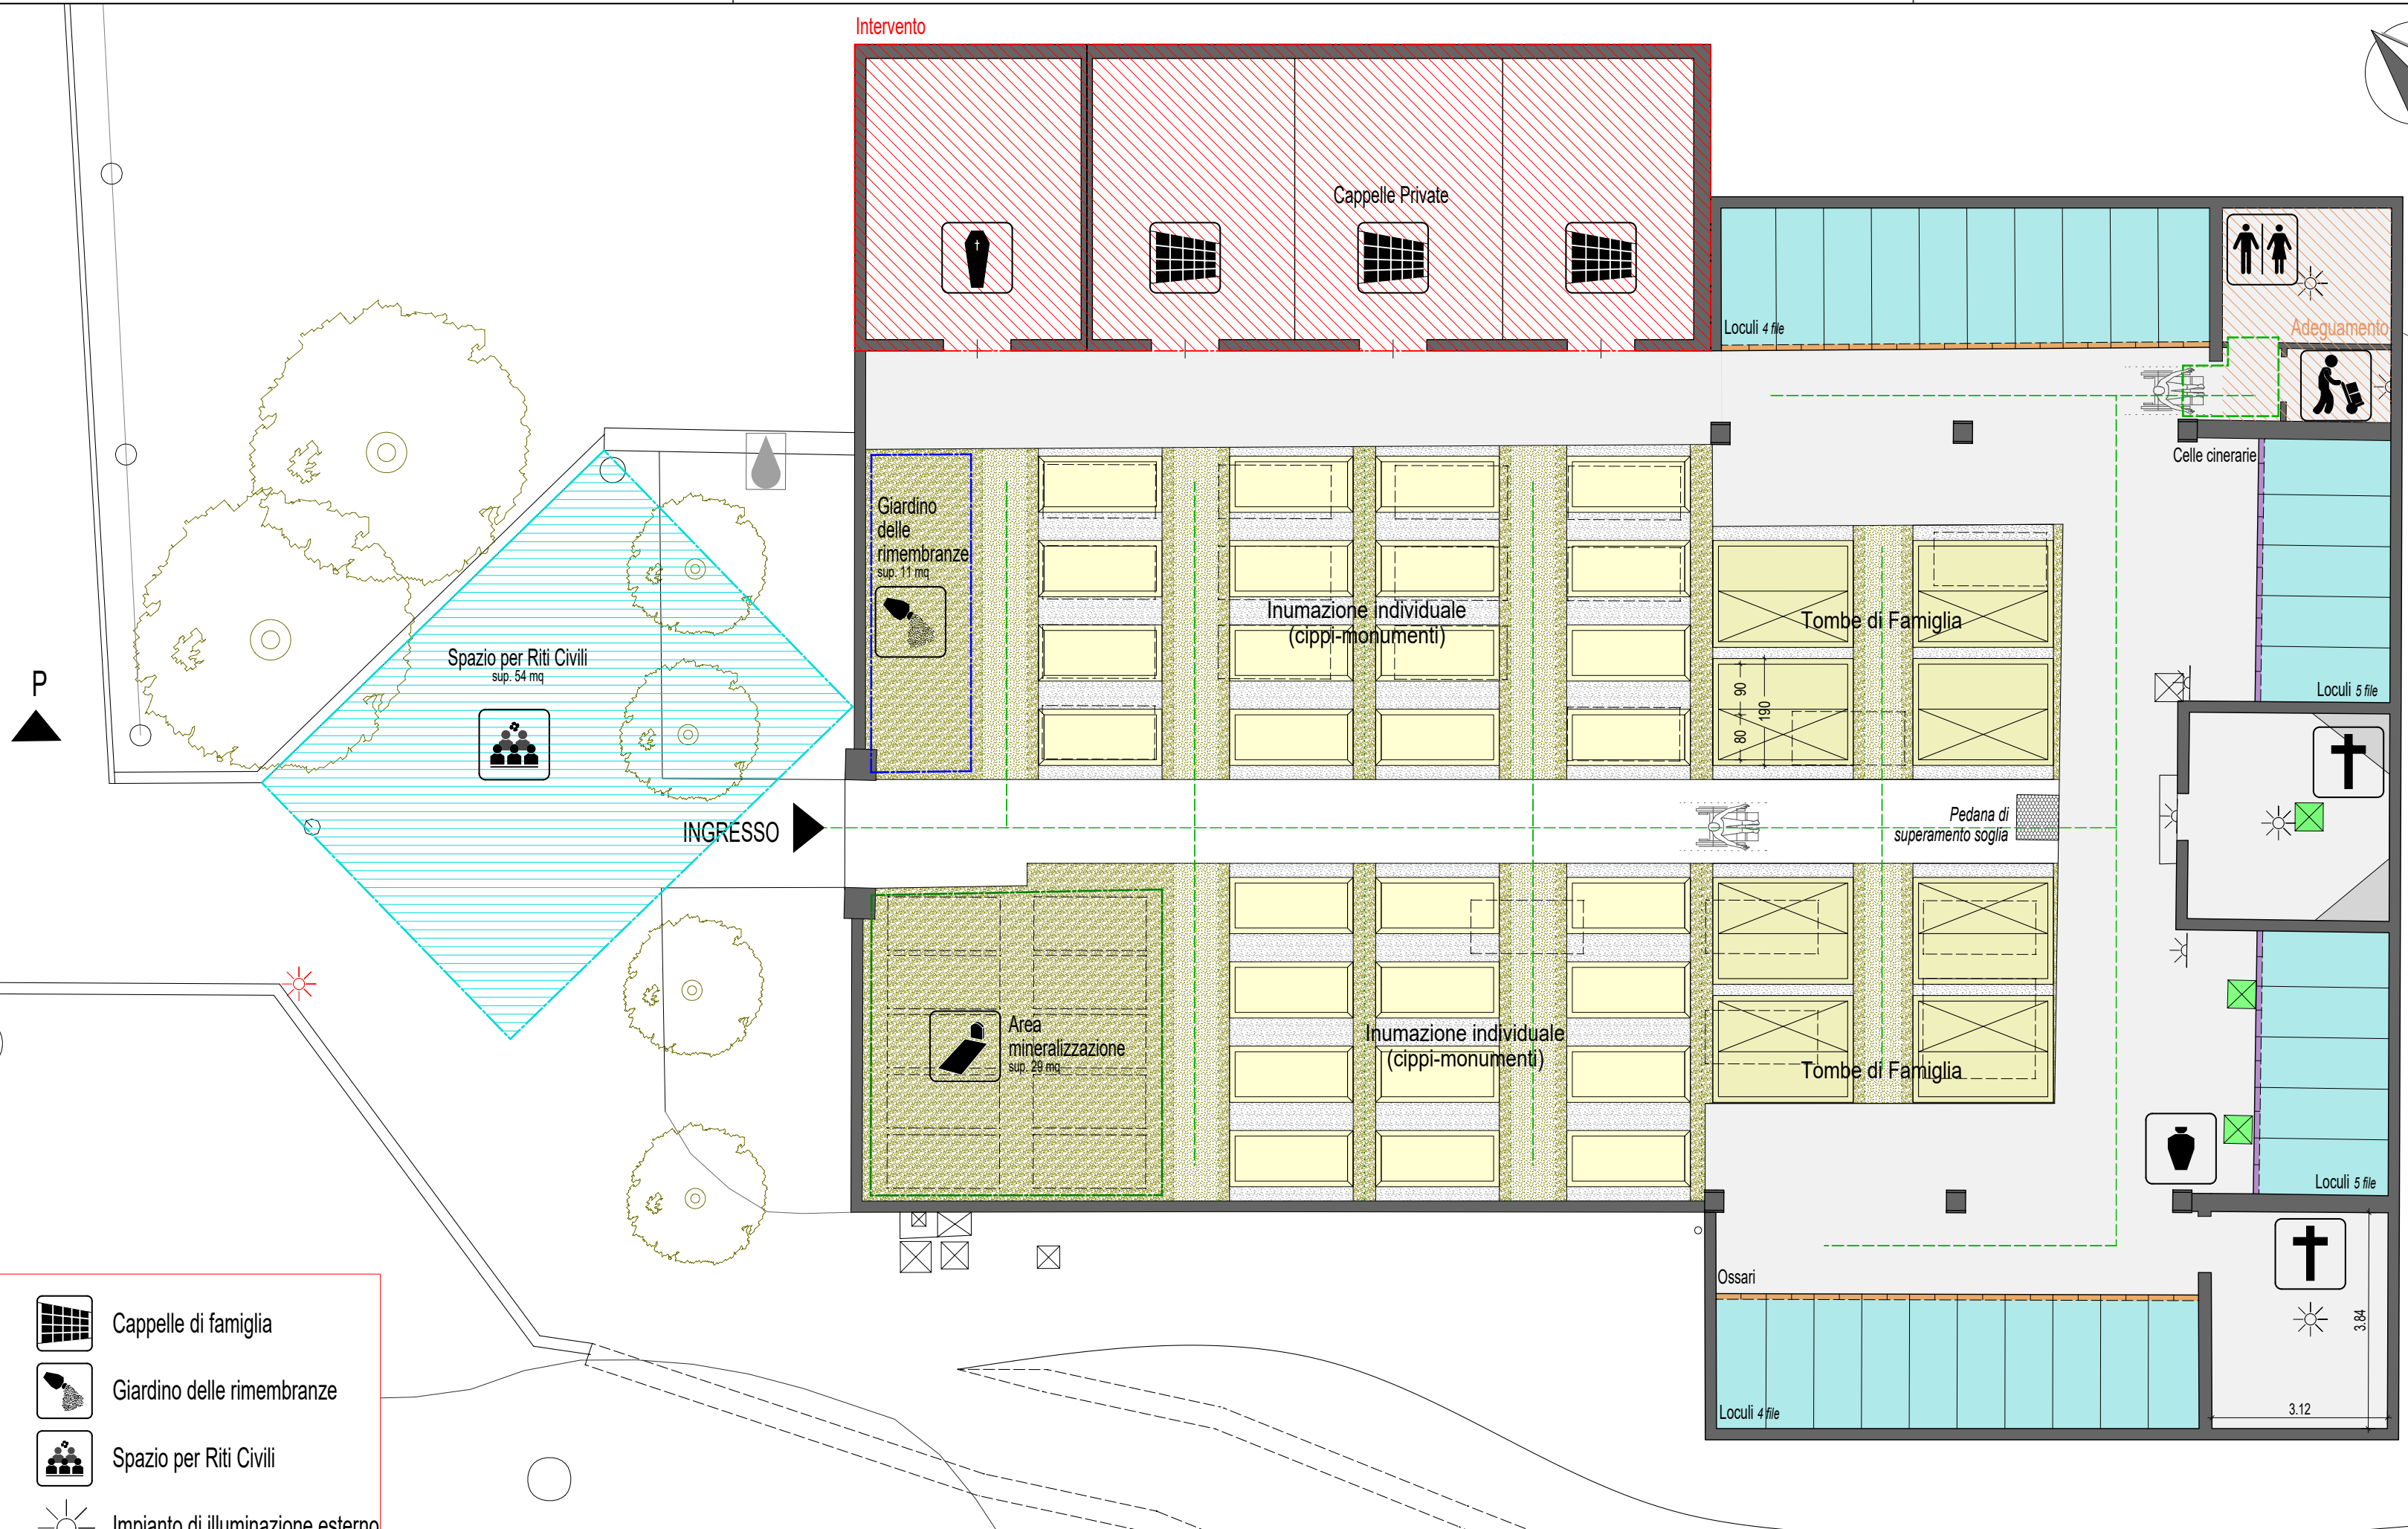 Intervento
Cappelle Private
Loculi 4 file
Adeguamento
Celle cinerarie
Giardino
delle
rimembranze
sup. 11 mq
Inumazione individuale
(cippi-monumenti)
Tombe di Famiglia
Spazio per Riti Civili
sup. 54 mq
P
90
190
80
Loculi 5 file
INGRESSO
Pedana di
superamento soglia
Area
mineralizzazione
sup. 29 mq
Inumazione individuale
(cippi-monumenti)
Tombe di Famiglia
Loculi 5 file
Ossari
3.84
3.12
Loculi 4 file
Cappelle di famiglia
Giardino delle rimembranze
Spazio per Riti Civili
Impianto di illuminazione esterno